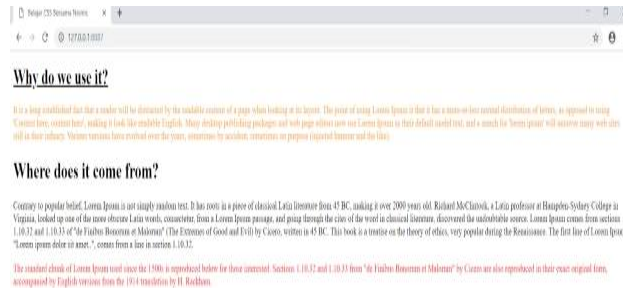 Belajar CSS Bersama Novinix
127.0.0.1:5500/
Why do we use it?
It is a long established fact that a reader will be distracted by the readable content of a page when looking at its layout. The point of using Lorem Ipsum is that it has a more-or-less normal distribution of letters, as opposed to using
'Content here, content here', making it look like readable English. Many desktop publishing packages and web page editors now use Lorem Ipsum as their default model text, and a search for 'lorem ipsum' will uncover many web sites
still in their infancy. Various versions have evolved over the years, sometimes by accident, sometimes on purpose (injected humour and the like).
Where does it come from?
Contrary to popular belief, Lorem Ipsum is not simply random text. It has roots in a piece of classical Latin literature from 45 BC, making it over 2000 years old. Richard McClintock, a Latin professor at Hampden-Sydney College in
Virginia, looked up one of the more obscure Latin words, consectetur, from a Lorem Ipsum passage, and going through the cites of the word in classical literature, discovered the undoubtable source. Lorem Ipsum comes from sections
1.10.32 and 1.10.33 of "de Finibus Bonorum et Malorum" (The Extremes of Good and Evil) by Cicero, written in 45 BC. This book is a treatise on the theory of ethics, very popular during the Renaissance. The first line of Lorem Ipsum,
"Lorem ipsum dolor sit amet..", comes from a line in section 1.10.32.
The standard chunk of Lorem Ipsum used since the 1500s is reproduced below for those interested. Sections 1.10.32 and 1.10.33 from "de Finibus Bonorum et Malorum" by Cicero are also reproduced in their exact original form,
accompanied by English versions from the 1914 translation by H. Rackham.